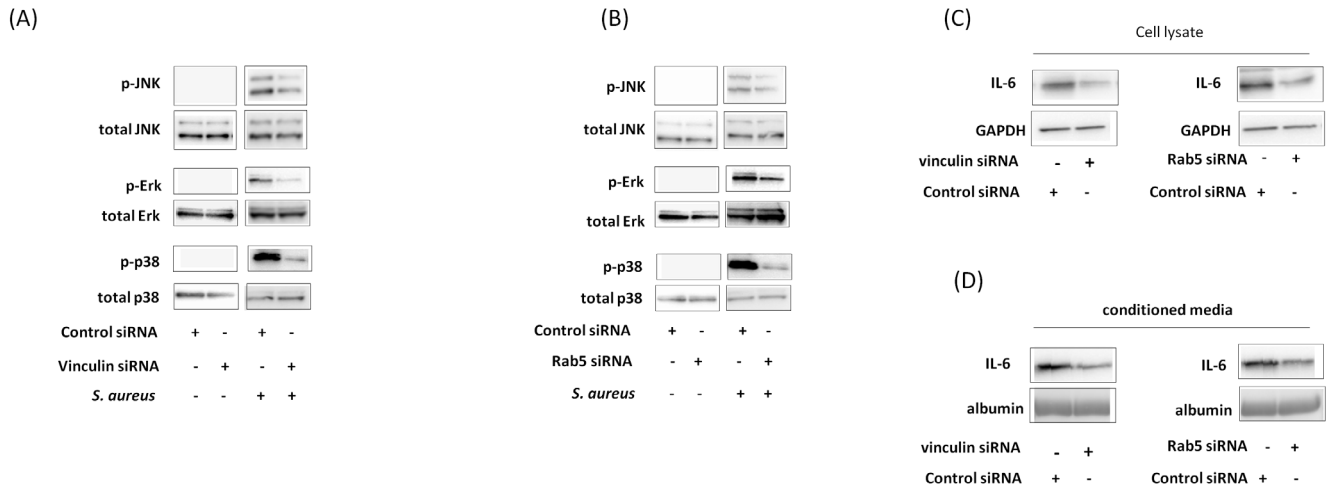 (A)
p-JNK
total JNK
p-Erk
total Erk
p-p38
total p38
Control siRNA + - + -
Vinculin siRNA - + - +
S. aureus - - + +
(B)
p-JNK
total JNK
p-Erk
total Erk
p-p38
total p38
Control siRNA + - + -
Rab5 siRNA - + - +
S. aureus - - + +
(C)
Cell lysate
IL-6 IL-6
GAPDH GAPDH
vinculin siRNA - + Rab5 siRNA - +
Control siRNA + - Control siRNA + -
(D)
conditioned media
IL-6 IL-6
albumin albumin
vinculin siRNA - + Rab5 siRNA - +
Control siRNA + - Control siRNA + -